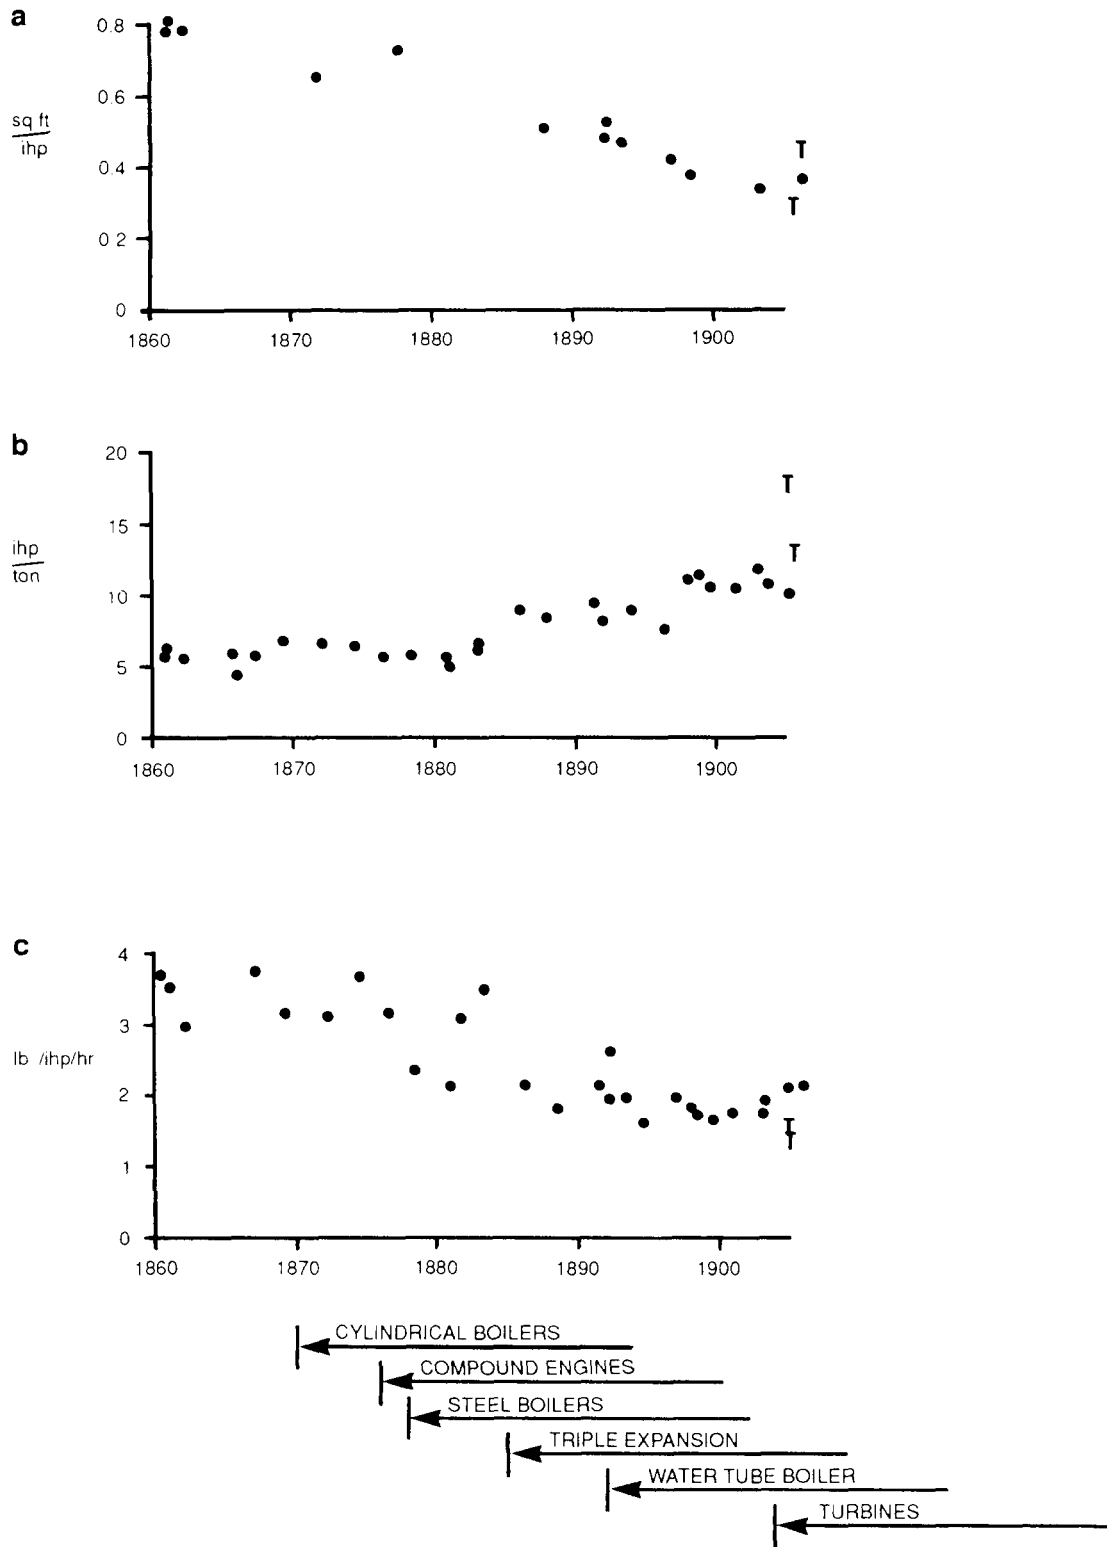 a
0.8
0.6
sq ft
ihp
0.4
0 2
0
1860 1870 1880 1890 1900
T
T
b
20
15
ihp
ton
10
5
0
1860 1870 1880 1890 1900
T
T
c
4
3
lb /ihp/hr
2
1
0
1860 1870 1880 1890 1900
T
T
CYLINDRICAL BOILERS
COMPOUND ENGINES
STEEL BOILERS
TRIPLE EXPANSION
WATER TUBE BOILER
TURBINES